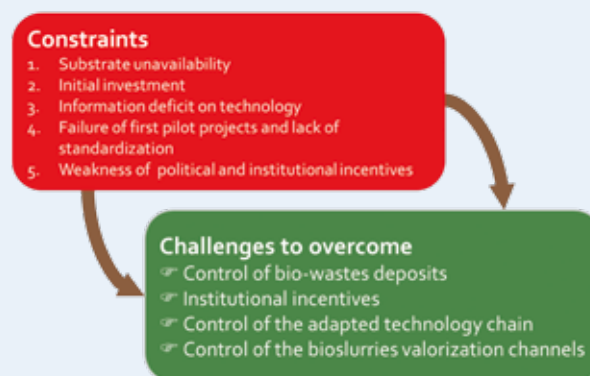 Constraints
1. Substrate unavailability
2. Initial investment
3. Information deficit on technology
4. Failure of first pilot projects and lack of
standardization
5. Weakness of political and institutional incentives
Challenges to overcome
☞ Control of bio-wastes deposits
☞ Institutional incentives
☞ Control of the adapted technology chain
☞ Control of the bioslurries valorization channels